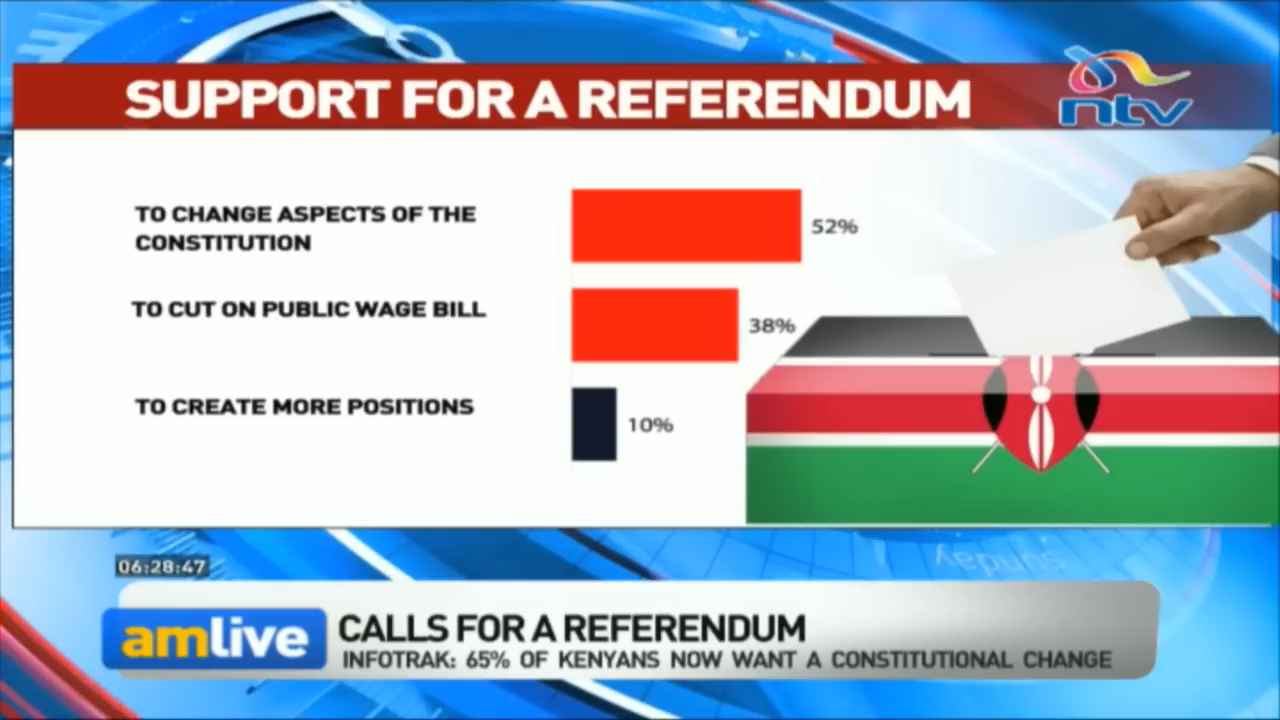 SUPPORT FOR A REFERENDUM
ntv
TO CHANGE ASPECTS OF THE
CONSTITUTION
52%
TO CUT ON PUBLIC WAGE BILL
38%
TO CREATE MORE POSITIONS
10%
sunday
06:28:47
amlive
CALLS FOR A REFERENDUM
INFOTRAK: 65% OF KENYANS NOW WANT A CONSTITUTIONAL CHANGE